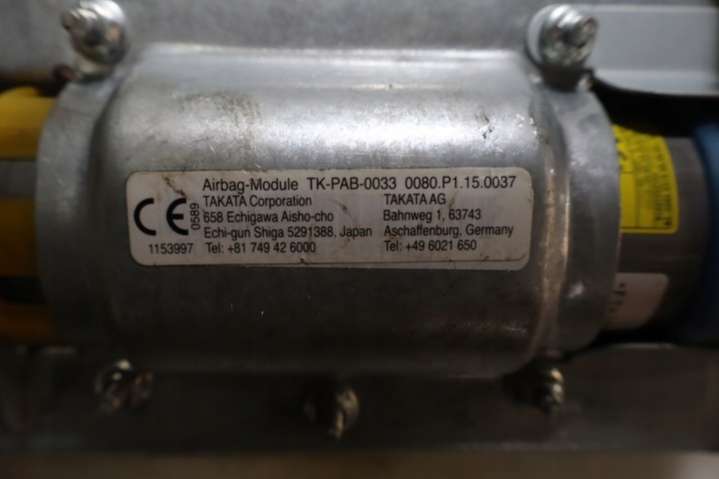 Airbag-Module TK-PAB-0033 0080.P1.15.0037
CE 0589
1153997
TAKATA Corporation
658 Echigawa Aisho-cho
Echi-gun Shiga 5291388, Japan
Tel: +81 749 42 6000
TAKATA AG
Bahnweg 1, 63743
Aschaffenburg, Germany
Tel: +49 6021 650